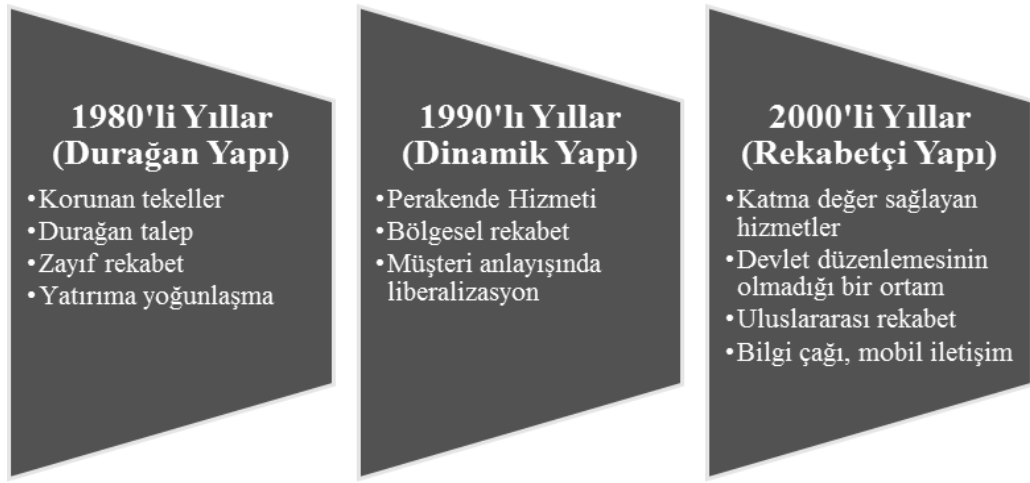 1980'li Yıllar
(Durağan Yapı)
•Korunan tekeller
•Durağan talep
•Zayıf rekabet
•Yatırıma yoğunlaşma
1990'lı Yıllar
(Dinamik Yapı)
•Perakende Hizmeti
•Bölgesel rekabet
•Müşteri anlayışında
liberalizasyon
2000'li Yıllar
(Rekabetçi Yapı)
•Katma değer sağlayan
hizmetler
•Devlet düzenlemesinin
olmadığı bir ortam
•Uluslararası rekabet
•Bilgi çağı, mobil iletişim